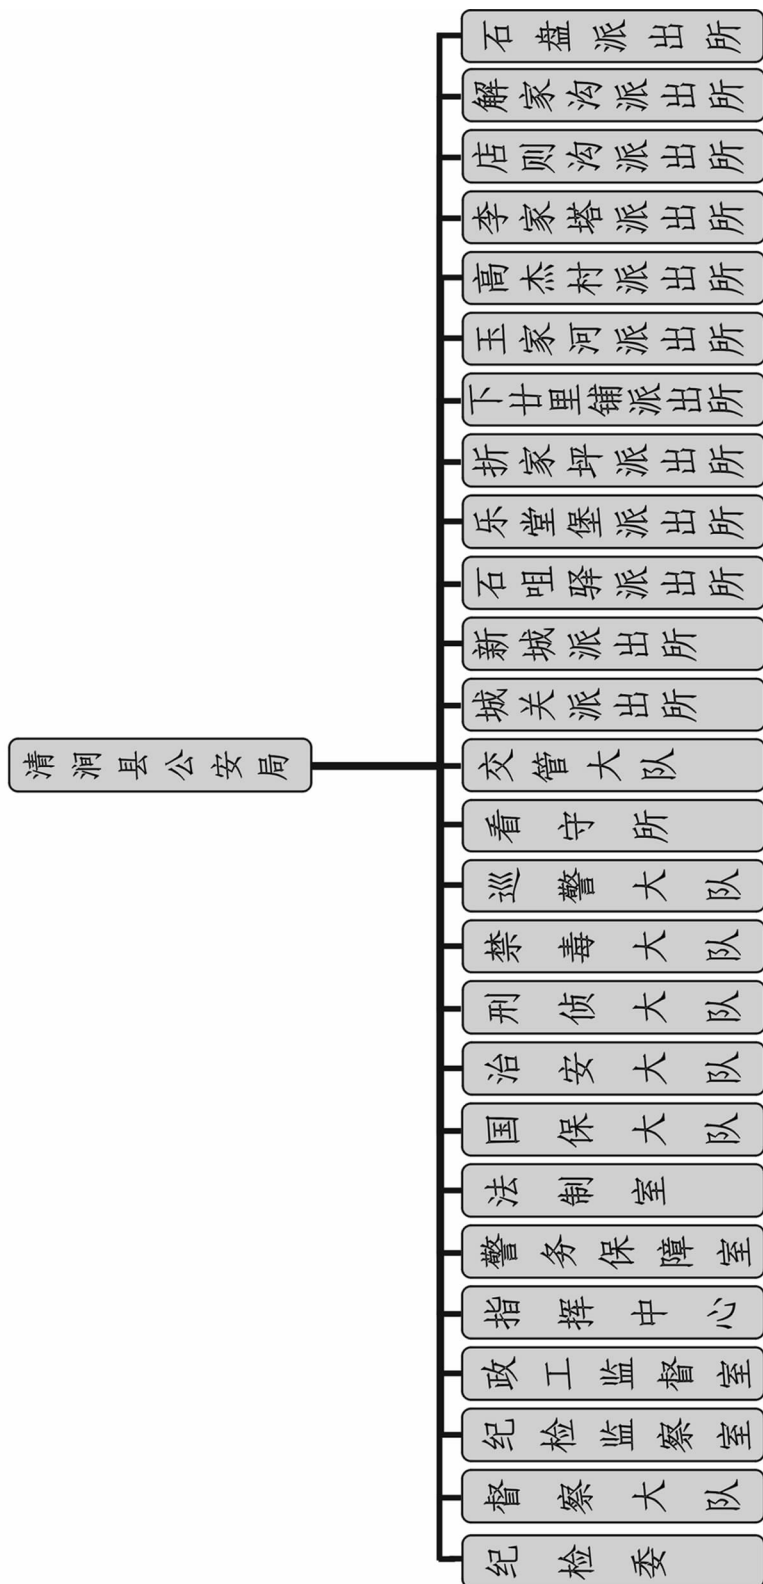 清涧县公安局
纪检委
督察大队
纪检监察室
政工监督室
指挥中心
警务保障室
法制室
国保大队
治安大队
刑侦大队
禁毒大队
巡警大队
看守所
交管大队
城关派出所
新城派出所
石咀驿派出所
乐堂堡派出所
折家坪派出所
下廿里铺派出所
玉家河派出所
高杰村派出所
李家塔派出所
店则沟派出所
解家沟派出所
石盘派出所